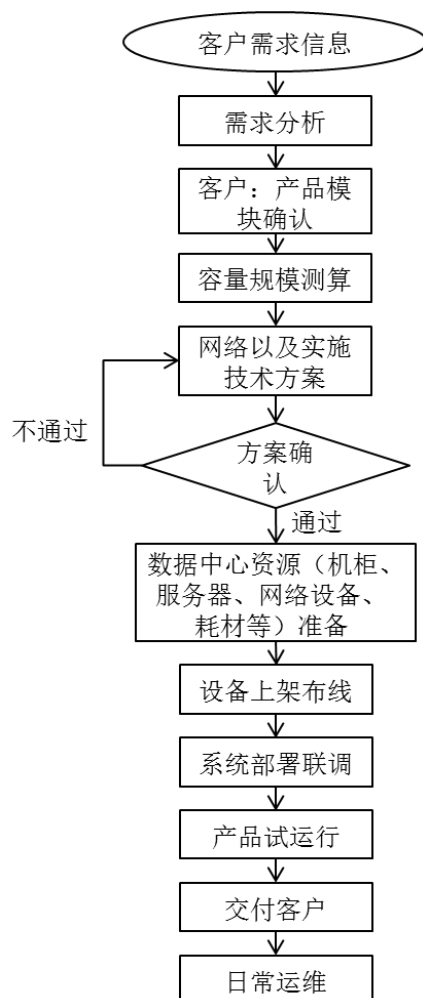 客户需求信息
需求分析
客户：产品模
块确认
容量规模测算
网络以及实施
技术方案
不通过
方案确
认
通过
数据中心资源（机柜、
服务器、网络设备、
耗材等）准备
设备上架布线
系统部署联调
产品试运行
交付客户
日常运维